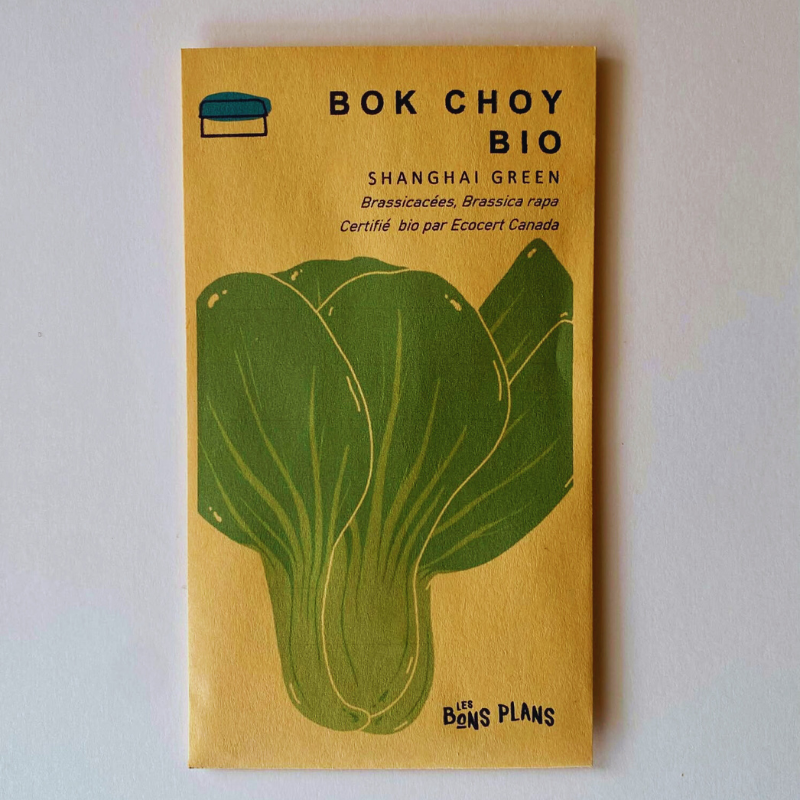 BOK CHOY
BIO
SHANGHAI GREEN
Brassicacées, Brassica rapa
Certifié bio par Ecocert Canada
LES
BONS PLANS